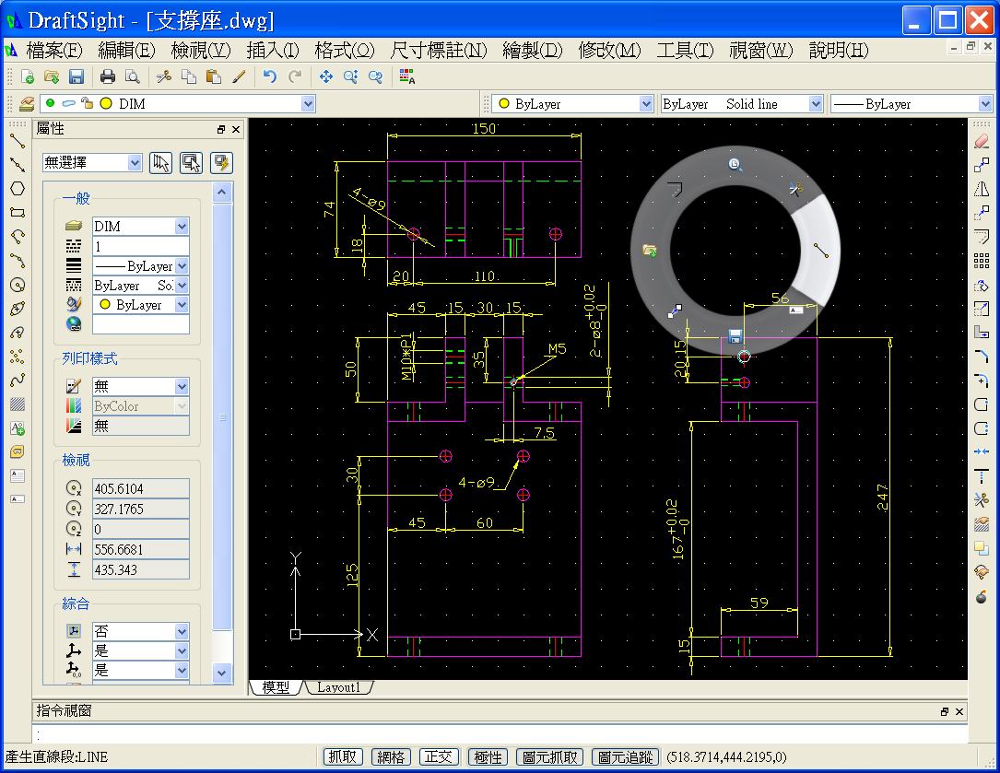 DraftSight - [支撐座.dwg]
檔案(F) 編輯(E) 檢視(V) 插入(I) 格式(O) 尺寸標註(N) 繪製(D) 修改(M) 工具(T) 視窗(W) 說明(H)
DIM
ByLayer
ByLayer Solid line
ByLayer
屬性
無選擇
一般
DIM
1
ByLayer
ByLayer So
ByLayer
列印樣式
無
ByColor
無
檢視
405.6104
327.1765
0
556.6681
435.343
綜合
否
是
是
150
74
4-ø9
18
20
110
45 15 30 15
2-ø8+0.02 -0
56
M10*P1
50
35
M5
20,15
7.5
30
4-ø9
45
60
125
167+0.02 -0
247
59
15
Y
X
模型 Layout1
指令視窗
:
產生直線段:LINE
抓取 網格 正交 極性 圖元抓取 圖元追蹤 (518.3714,444.2195,0)